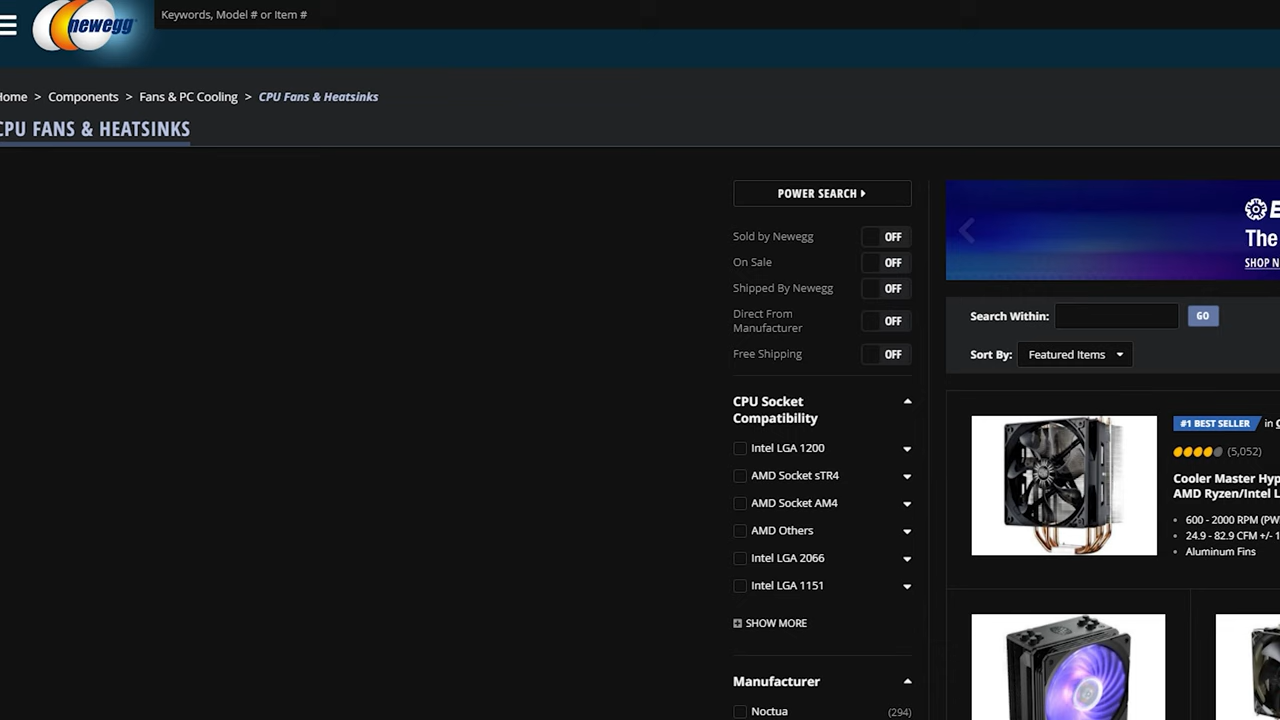 newegg
Keywords, Model # or Item #
Home > Components > Fans & PC Cooling > CPU Fans & Heatsinks
CPU FANS & HEATSINKS
POWER SEARCH
Sold by Newegg OFF
On Sale OFF
Shipped By Newegg OFF
Direct From
Manufacturer OFF
Free Shipping OFF
CPU Socket
Compatibility
Intel LGA 1200
AMD Socket sTR4
AMD Socket AM4
AMD Others
Intel LGA 2066
Intel LGA 1151
SHOW MORE
Manufacturer
Noctua (294)
The
SHOP N
Search Within: GO
Sort By: Featured Items
#1 BEST SELLER in
(5,052)
Cooler Master Hyp
AMD Ryzen/Intel L
600 - 2000 RPM (PW
24.9 - 82.9 CFM +/- 1
Aluminum Fins